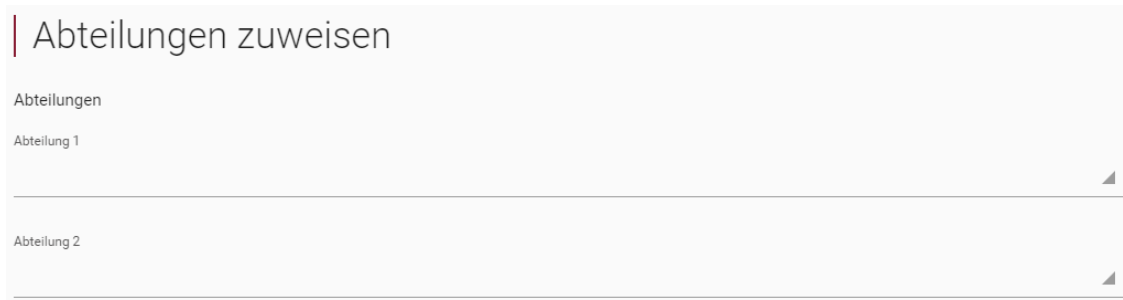 Abteilungen zuweisen
Abteilungen
Abteilung 1
Abteilung 2